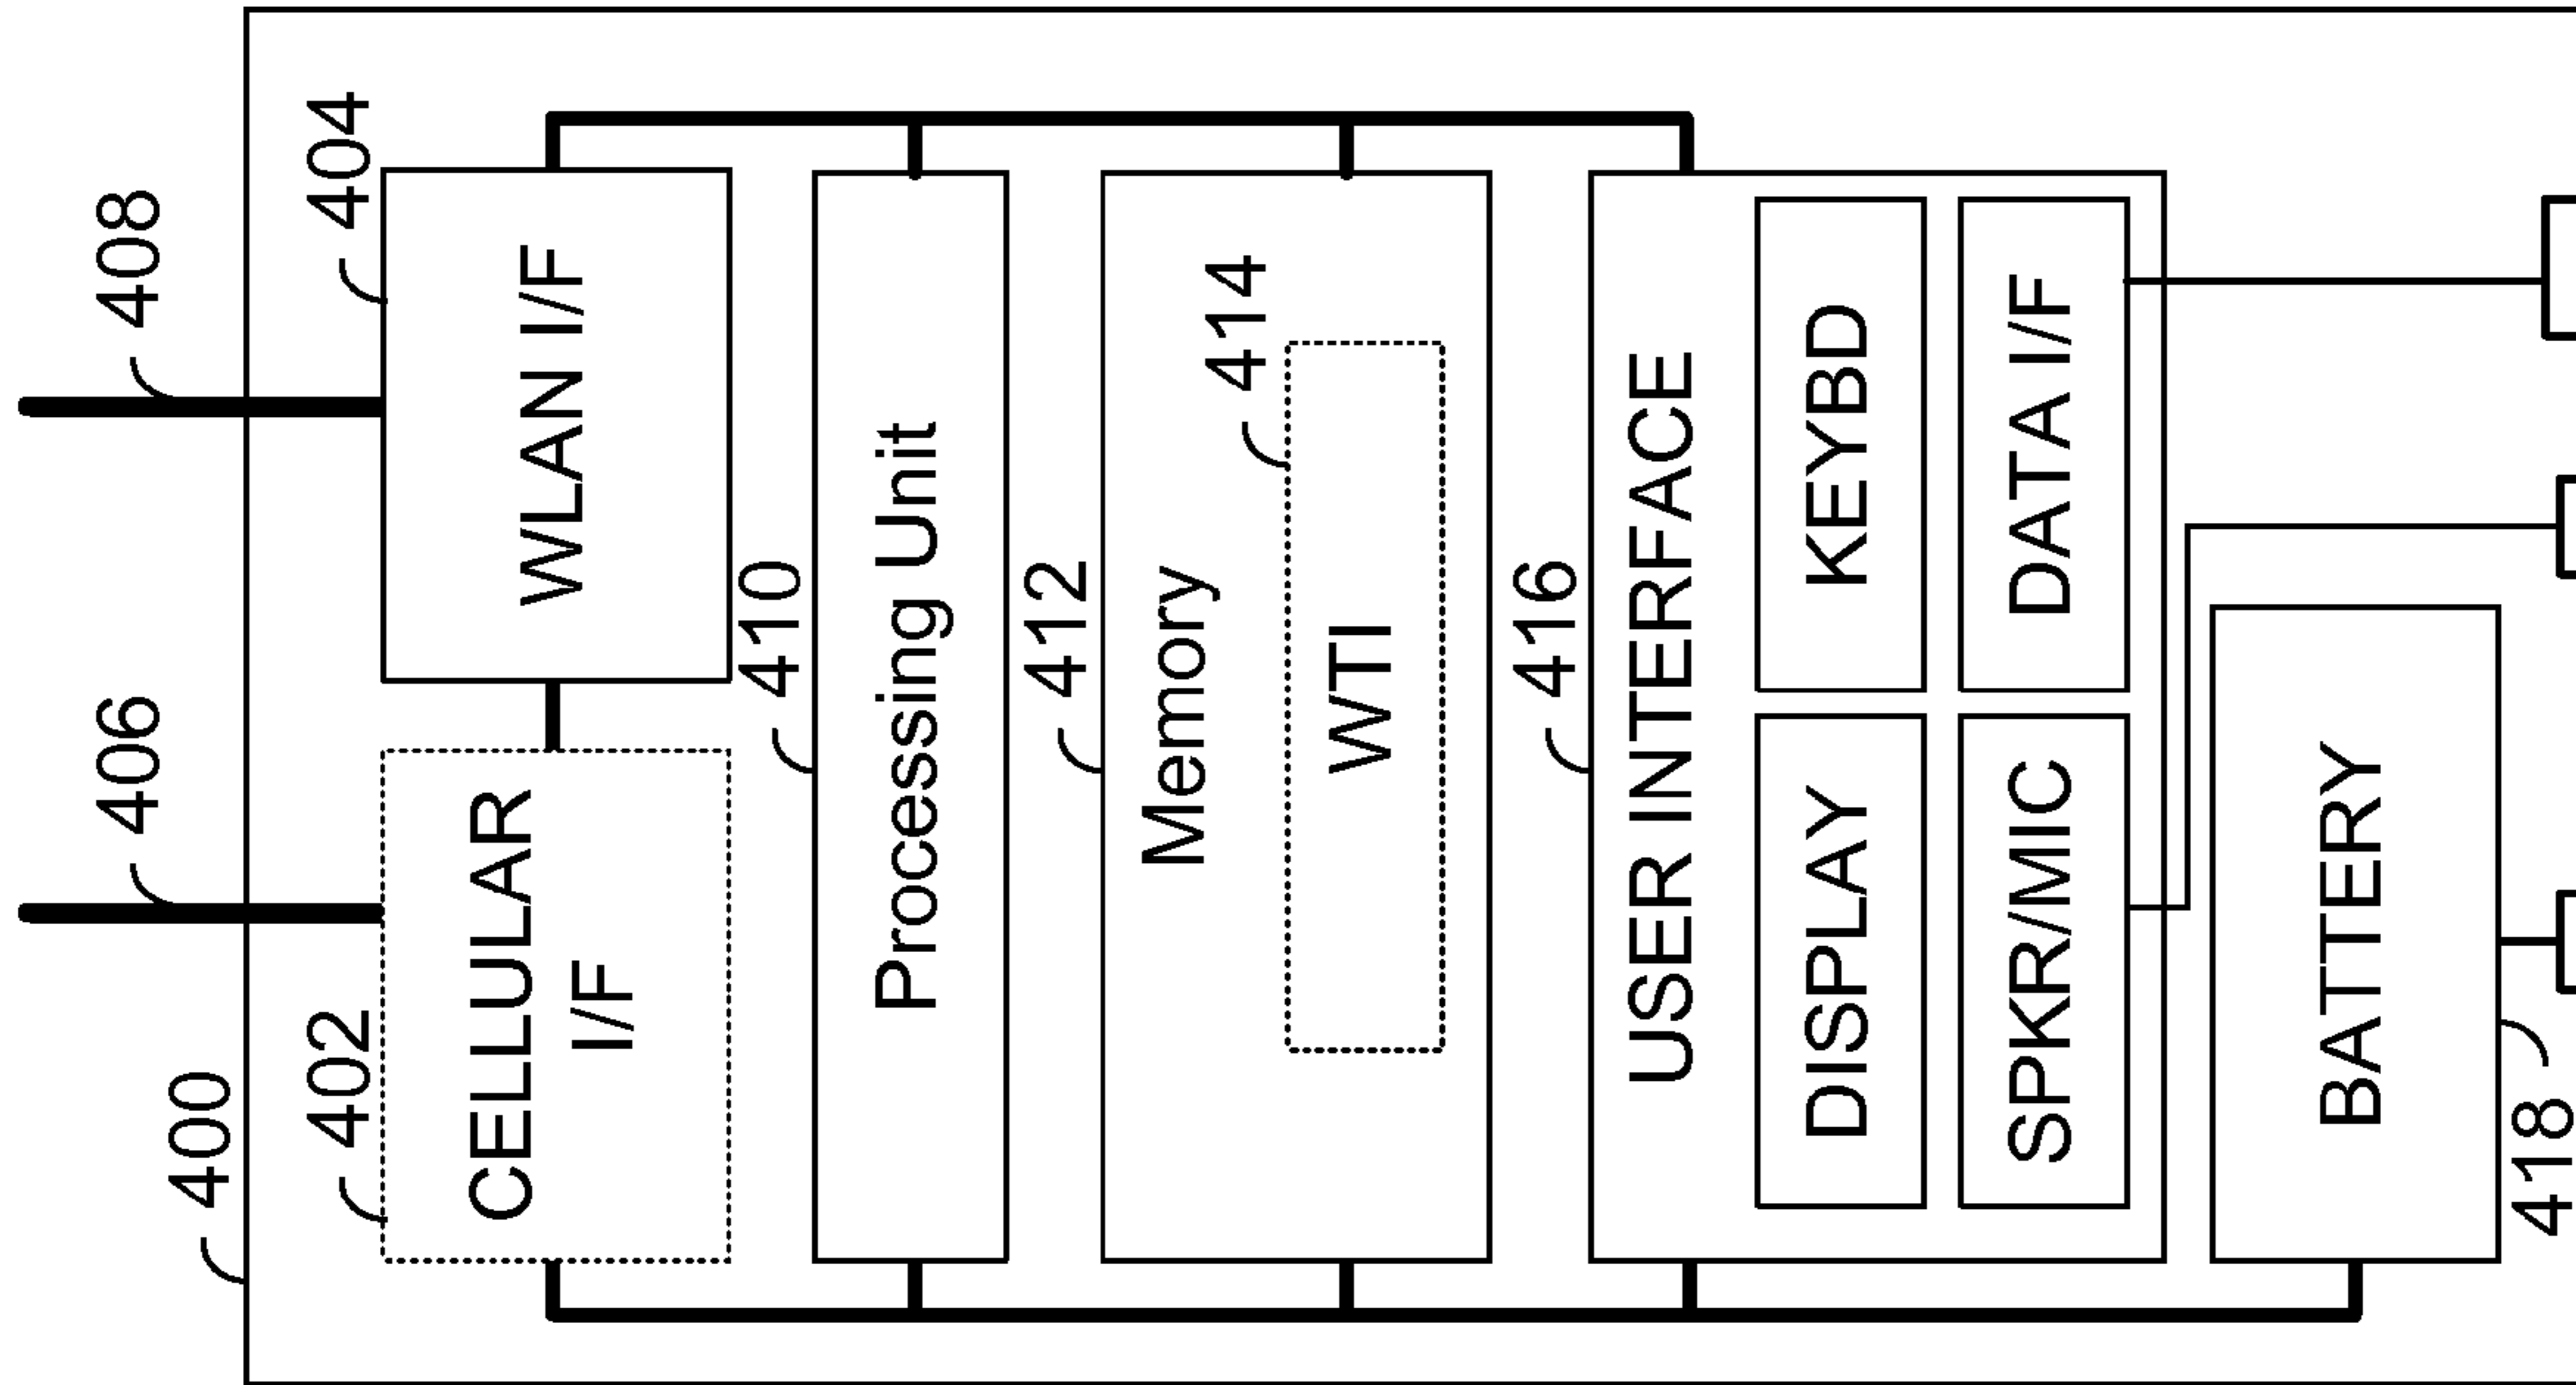 406
408
400
402
404
CELLULAR
I/F
WLAN I/F
410
Processing Unit
412
Memory
414
WTI
416
USER INTERFACE
DISPLAY
KEYBD
SPKR/MIC
DATA I/F
BATTERY
418